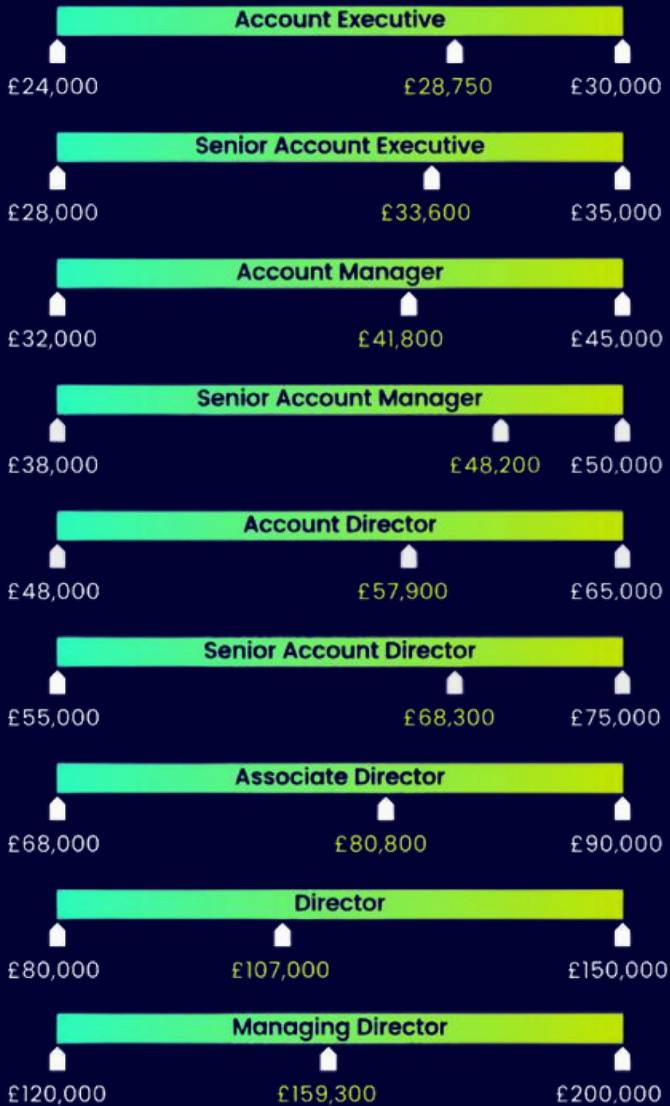 Account Executive
£24,000 £28,750 £30,000
Senior Account Executive
£28,000 £33,600 £35,000
Account Manager
£32,000 £41,800 £45,000
Senior Account Manager
£38,000 £48,200 £50,000
Account Director
£48,000 £57,900 £65,000
Senior Account Director
£55,000 £68,300 £75,000
Associate Director
£68,000 £80,800 £90,000
Director
£80,000 £107,000 £150,000
Managing Director
£120,000 £159,300 £200,000